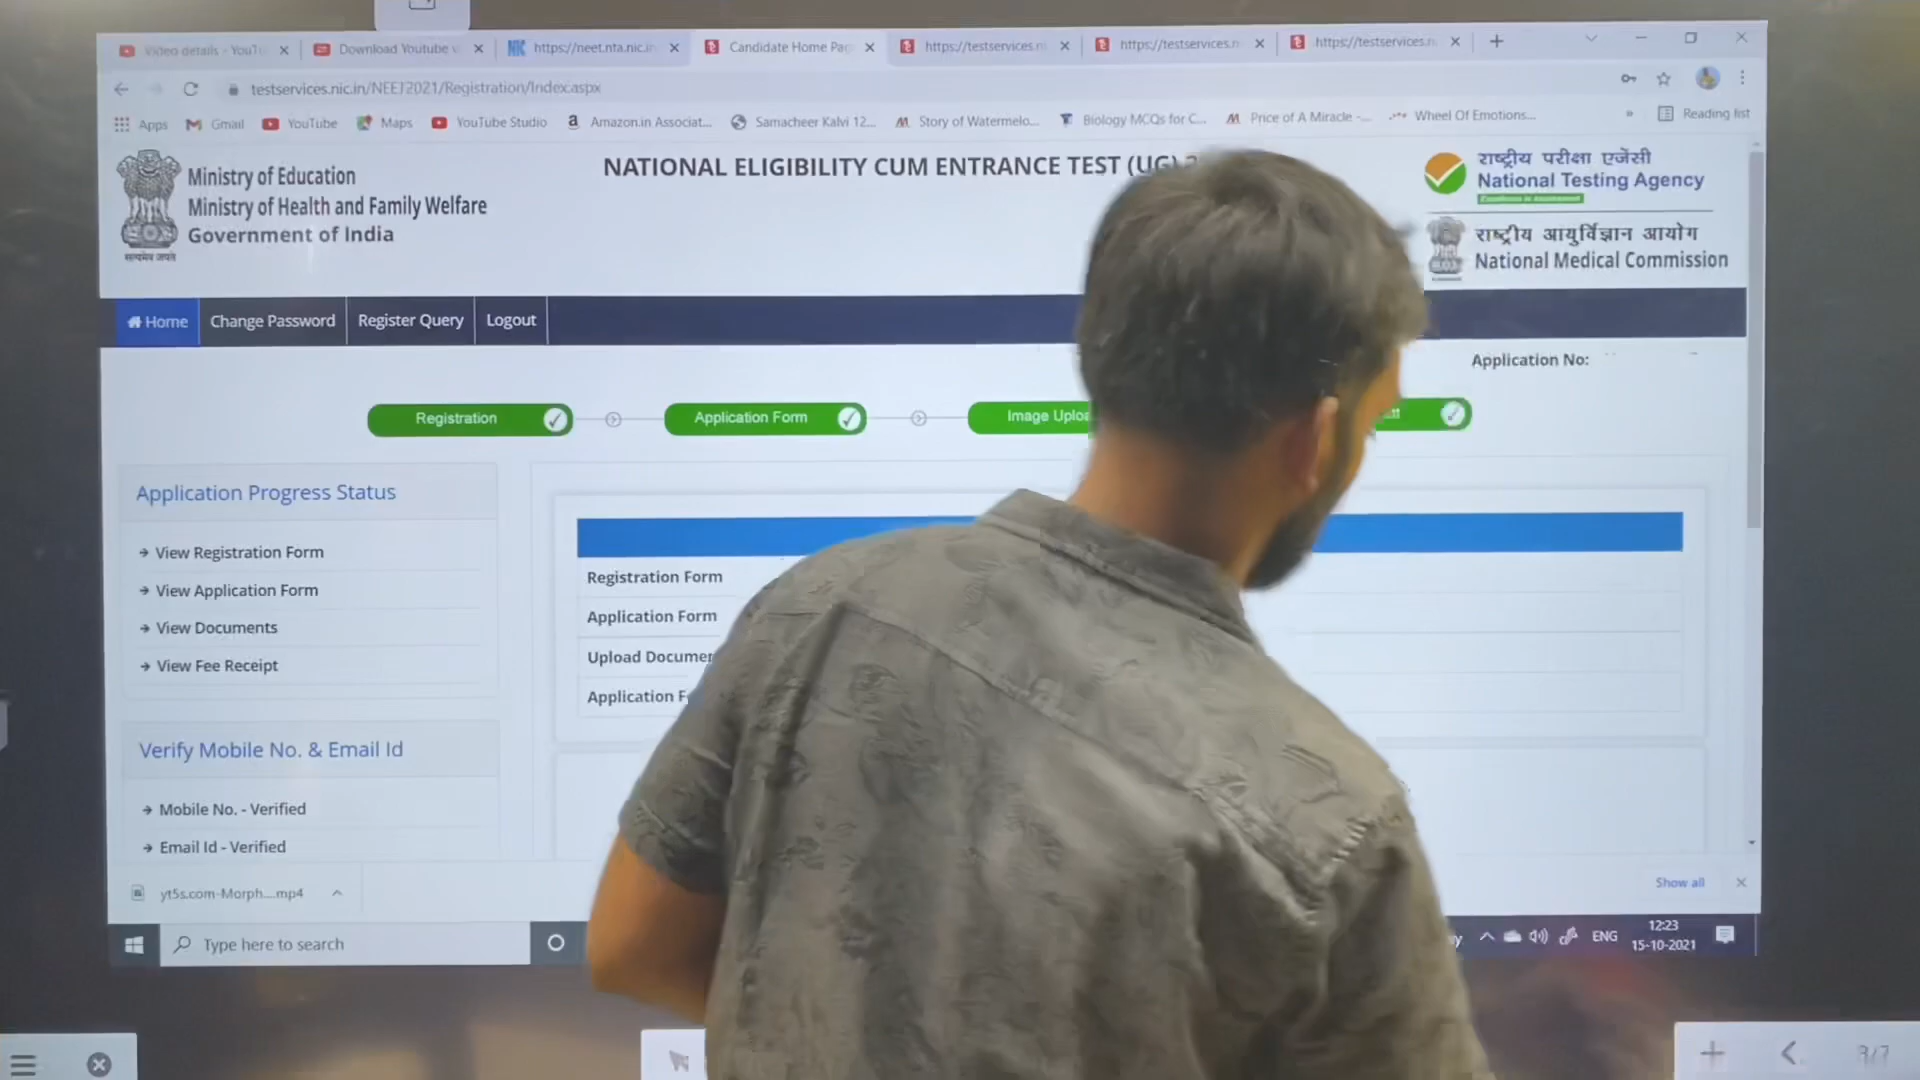 Video details - YouTu
Download Youtube v
https://neet.nta.nic.in
Candidate Home Pag
https://testservices.n
https://testservices.n
https://testservices.n
testservices.nic.in/NEET2021/Registration/Index.aspx
Apps
Gmail
YouTube
Maps
YouTube Studio
Amazon.in Associat...
Samacheer Kalvi 12...
Story of Watermelo...
Biology MCQs for C...
Price of A Miracle -...
Wheel Of Emotions...
»
Reading list
Ministry of Education
Ministry of Health and Family Welfare
Government of India
सत्यमेव जयते
NATIONAL ELIGIBILITY CUM ENTRANCE TEST (UG)
राष्ट्रीय परीक्षा एजेंसी
National Testing Agency
Excellence in Assessment
राष्ट्रीय आयुर्विज्ञान आयोग
National Medical Commission
Home
Change Password
Register Query
Logout
Application No:
Registration
Application Form
Image Uploa
Application Progress Status
View Registration Form
View Application Form
View Documents
View Fee Receipt
Registration Form
Application Form
Upload Documen
Application F
Verify Mobile No. & Email Id
Mobile No. - Verified
Email Id - Verified
yt5s.com-Morph....mp4
Show all
Type here to search
ENG
12:23
15-10-2021
3/7